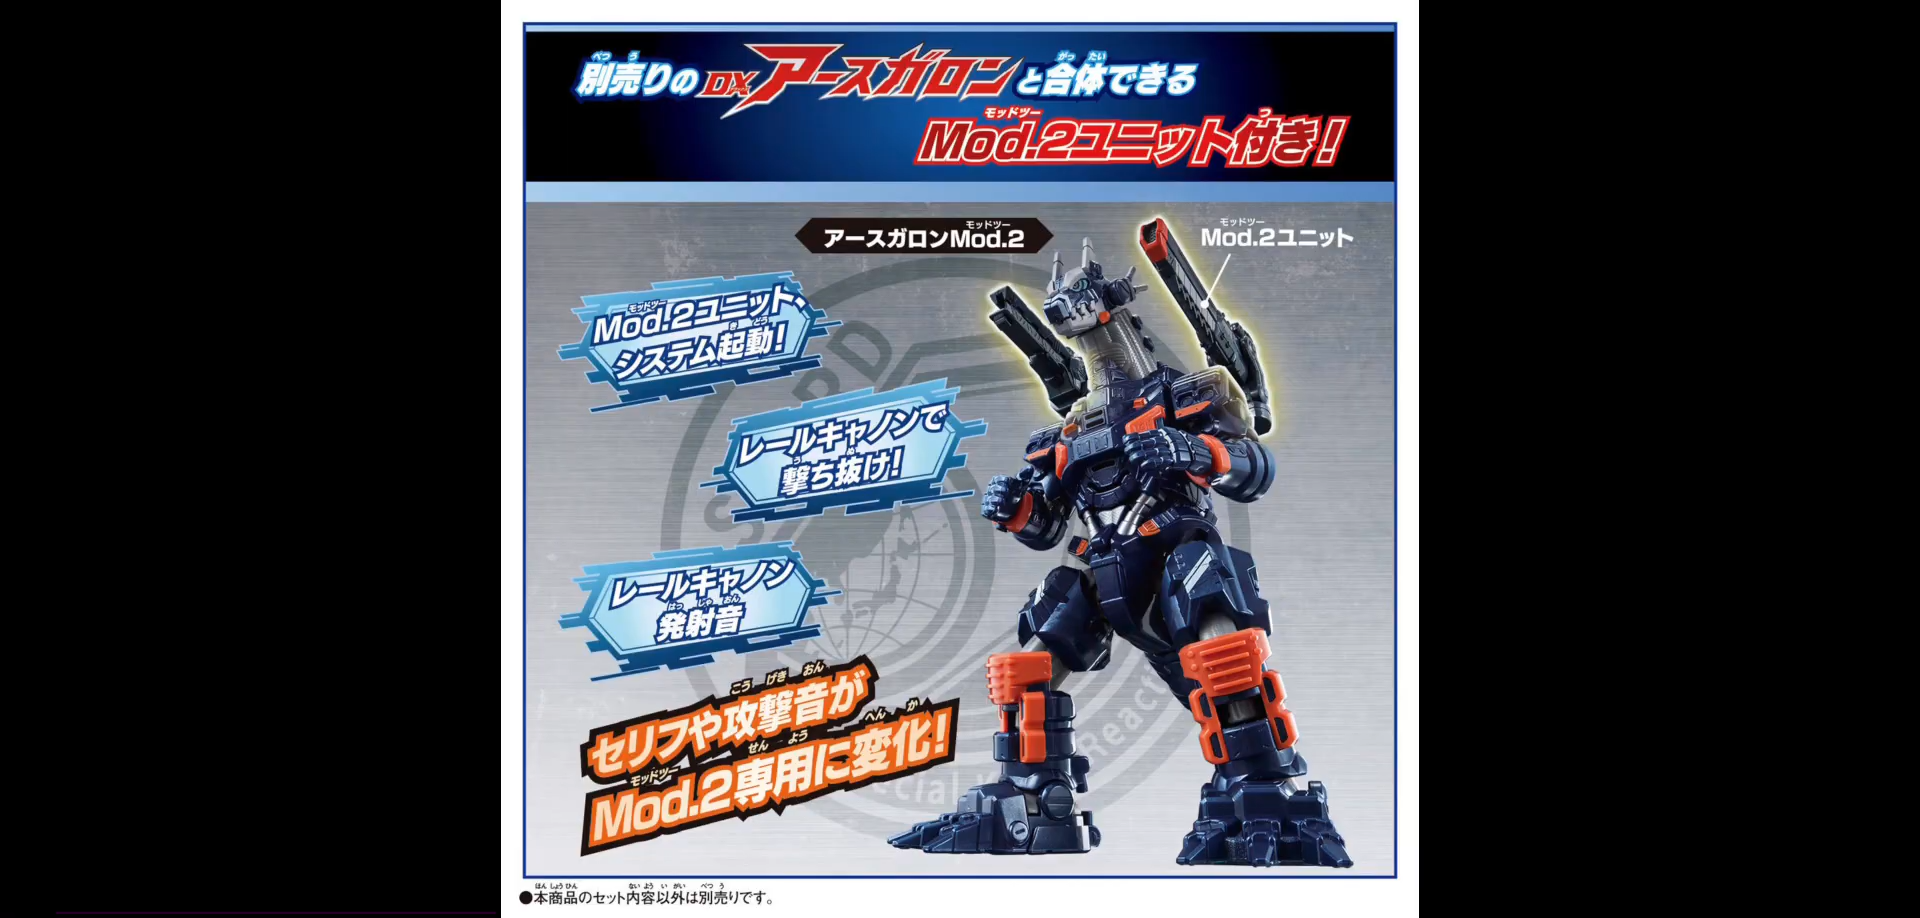 別売りのDXアースガロンと合体できる
Mod.2ユニット付き!
アースガロンMod.2
Mod.2ユニット
Mod.2ユニット、
システム起動!
レールキャノンで
撃ち抜け!
レールキャノン
発射音
セリフや攻撃音が
Mod.2専用に変化!
●本商品のセット内容以外は別売りです。